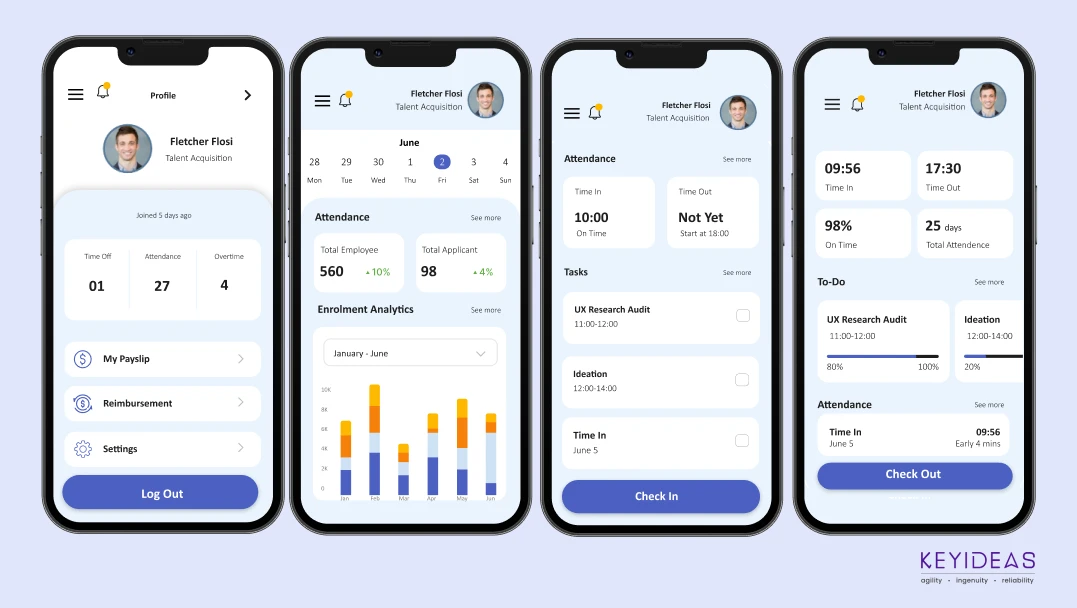 Profile
Fletcher Flosi
Talent Acquisition
Joined 5 days ago
Time Off Attendance Overtime
01 27 4
My Payslip
Reimbursement
Settings
Log Out
Fletcher Flosi
Talent Acquisition
June
28 29 30 1 2 3 4
Mon Tue Wed Thu Fri Sat Sun
Attendance See more
Total Employee Total Applicant
560 10% 98 4%
Enrolment Analytics See more
January - June
10K
8K
6K
4K
2K
0
Jan Feb Mar Apr May Jun
Fletcher Flosi
Talent Acquisition
Attendance See more
Time In Time Out
10:00 Not Yet
On Time Start at 18:00
Tasks See more
UX Research Audit
11:00-12:00
Ideation
12:00-14:00
Time In
June 5
Check In
Fletcher Flosi
Talent Acquisition
09:56 17:30
Time In Time Out
98% 25 days
On Time Total Attendence
To-Do See more
UX Research Audit Ideation
11:00-12:00 12:00-14:00
80% 100% 20%
Attendance See more
Time In 09:56
June 5 Early 4 mins
Check Out
KEYIDEAS
agility • ingenuity • reliability